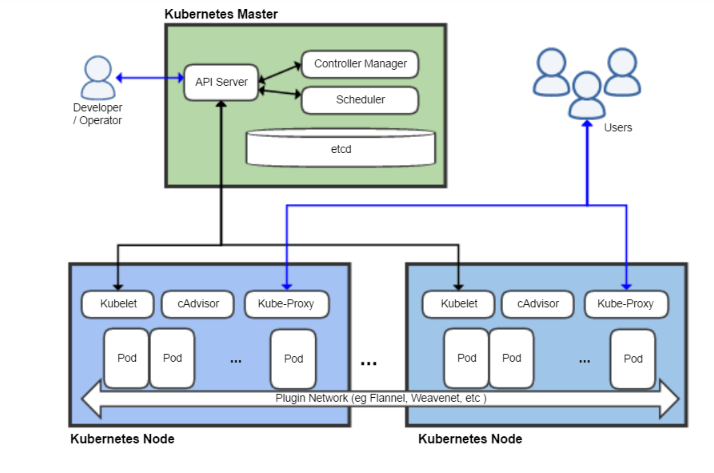 Kubernetes Master
API Server
Controller Manager
Scheduler
etcd
Developer
/ Operator
Users
Kubelet
cAdvisor
Kube-Proxy
Pod
Pod
...
Pod
...
Kubelet
cAdvisor
Kube-Proxy
Pod
Pod
...
Pod
Plugin Network (eg Flannel, Weavenet, etc )
Kubernetes Node
Kubernetes Node